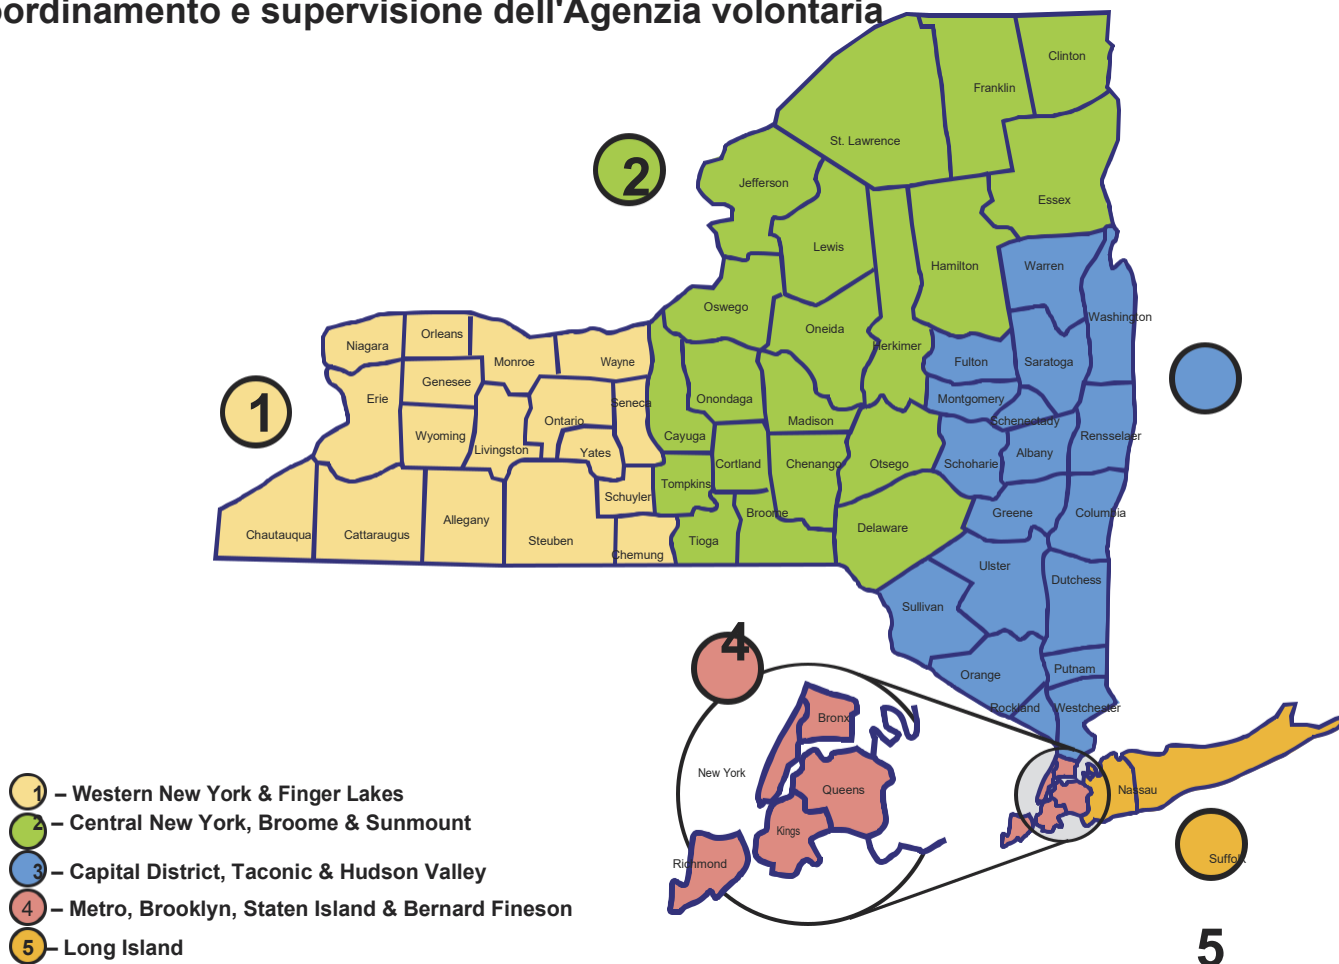 ordinamento e supervisione dell'Agenzia volontaria
Clinton
Franklin
St. Lawrence
2
Jefferson
Essex
Lewis
Hamilton
Warren
Oswego
Washington
Oneida
Orleans
Niagara
Herkimer
Monroe
Wayne
Fulton
Saratoga
Genesee
Erie
Seneca
Onondaga
Montgomery
1
Ontario
Madison
Schenectady
Wyoming
Cayuga
Rensselaer
Livingston
Yates
Cortland
Chenango
Otsego
Schoharie
Albany
Tompkins
Schuyler
Broome
Greene
Columbia
Allegany
Delaware
Chautauqua
Cattaraugus
Steuben
Tioga
Chemung
Ulster
Dutchess
Sullivan
4
Orange
Putnam
Rockland
Westchester
Bronx
New York
Queens
Nassau
Kings
Richmond
Suffolk
1 – Western New York & Finger Lakes
2 – Central New York, Broome & Sunmount
3 – Capital District, Taconic & Hudson Valley
4 – Metro, Brooklyn, Staten Island & Bernard Fineson
5 – Long Island
5